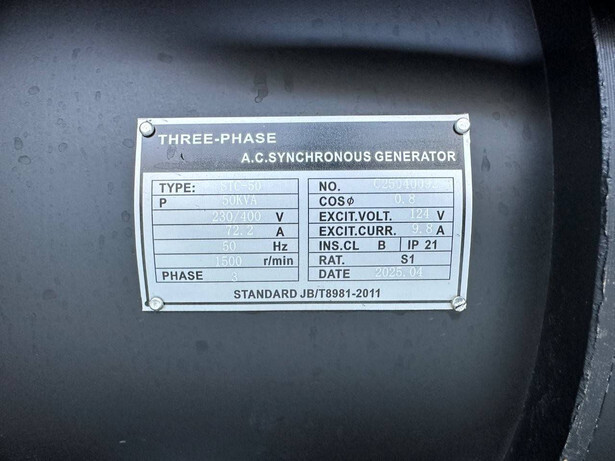 THREE-PHASE
A.C.SYNCHRONOUS GENERATOR
TYPE: STC-50
P 50KVA
230/400 V
72.2 A
50 Hz
1500 r/min
PHASE 3
NO.
COSφ 0.8
EXCIT.VOLT. 124 V
EXCIT.CURR. 9.8 A
INS.CL B IP 21
RAT. S1
DATE 2025.04
STANDARD JB/T8981-2011